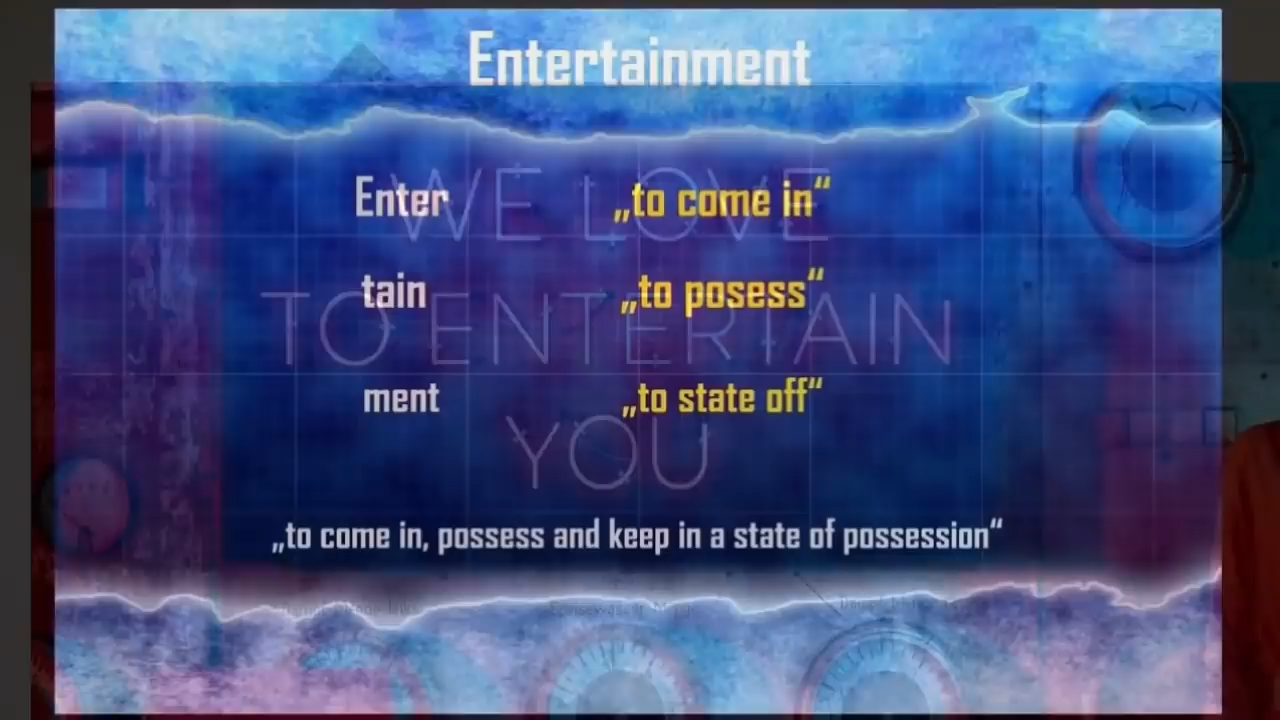 Entertainment
Enter „to come in“
WE LOVE
tain „to posess“
TO ENTERTAIN
ment „to state off“
YOU
„to come in, possess and keep in a state of possession“